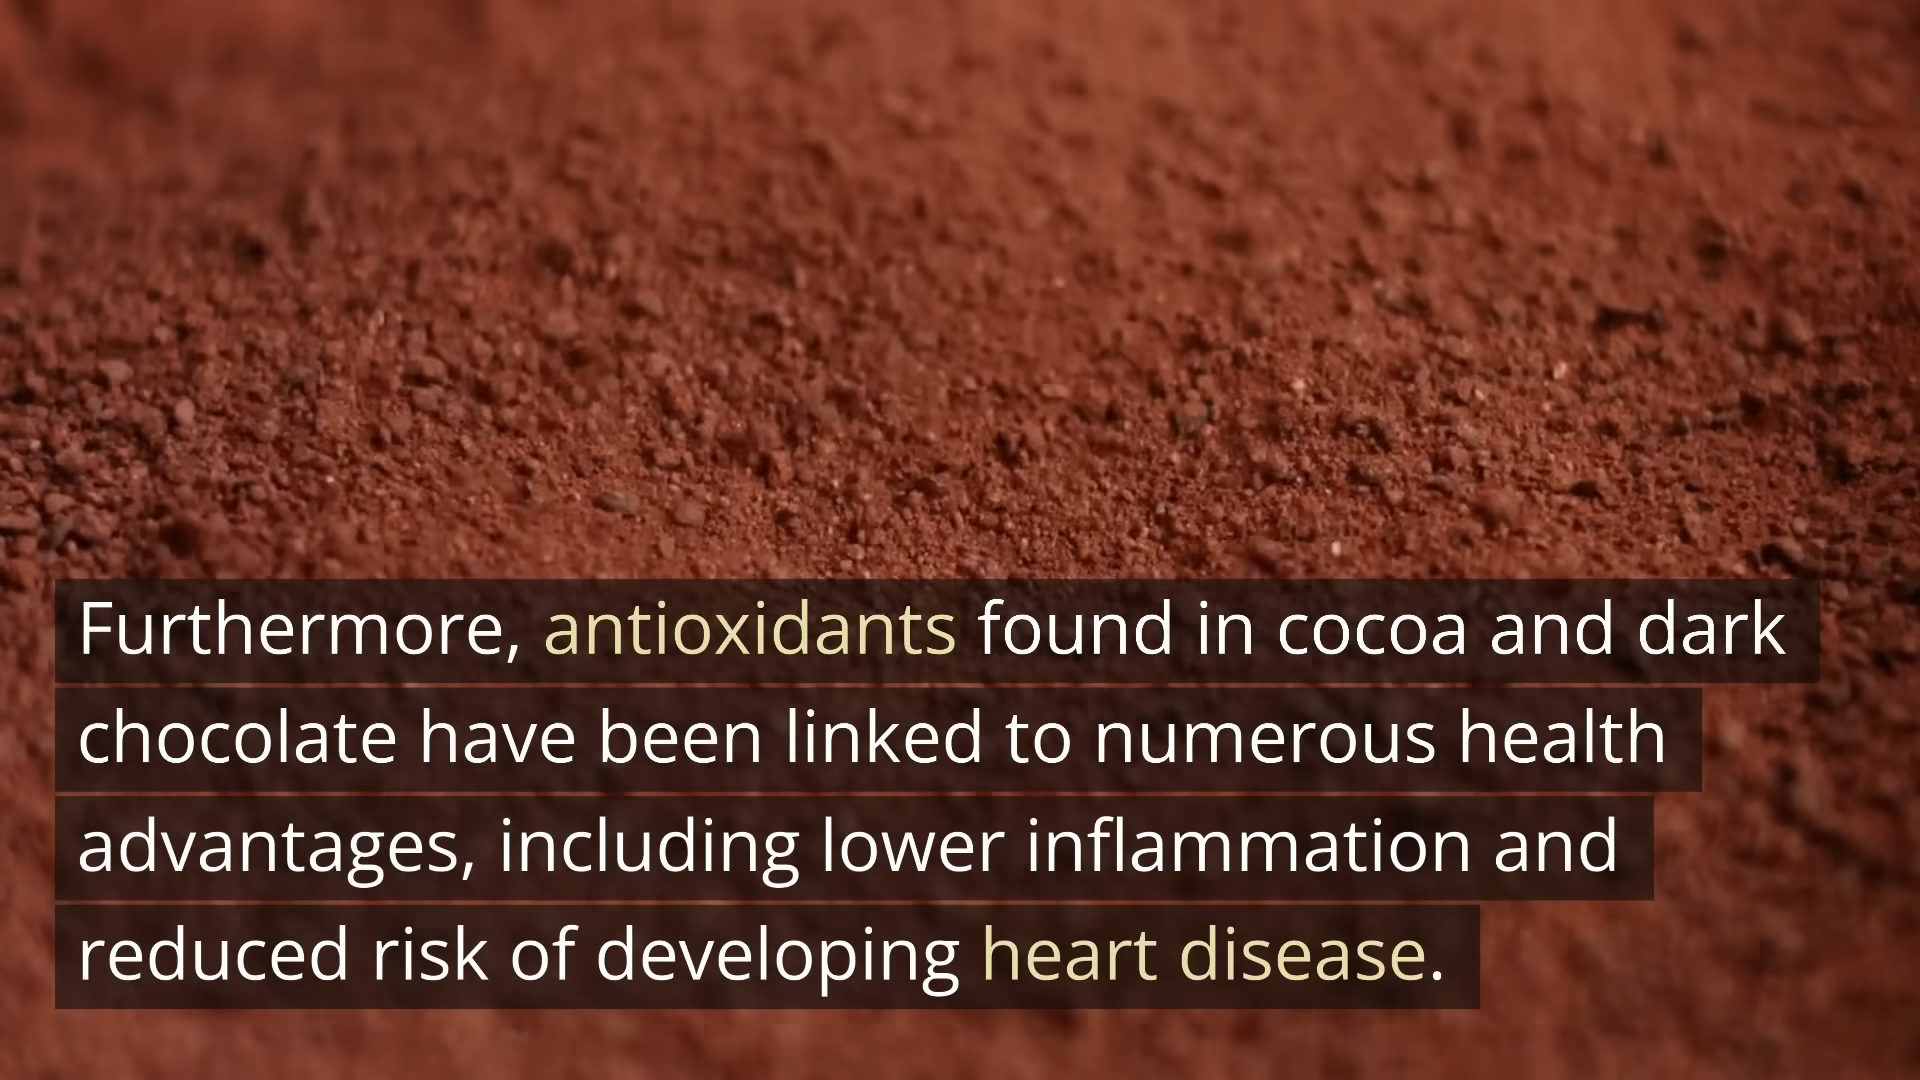 Furthermore, antioxidants found in cocoa and dark
chocolate have been linked to numerous health
advantages, including lower inflammation and
reduced risk of developing heart disease.